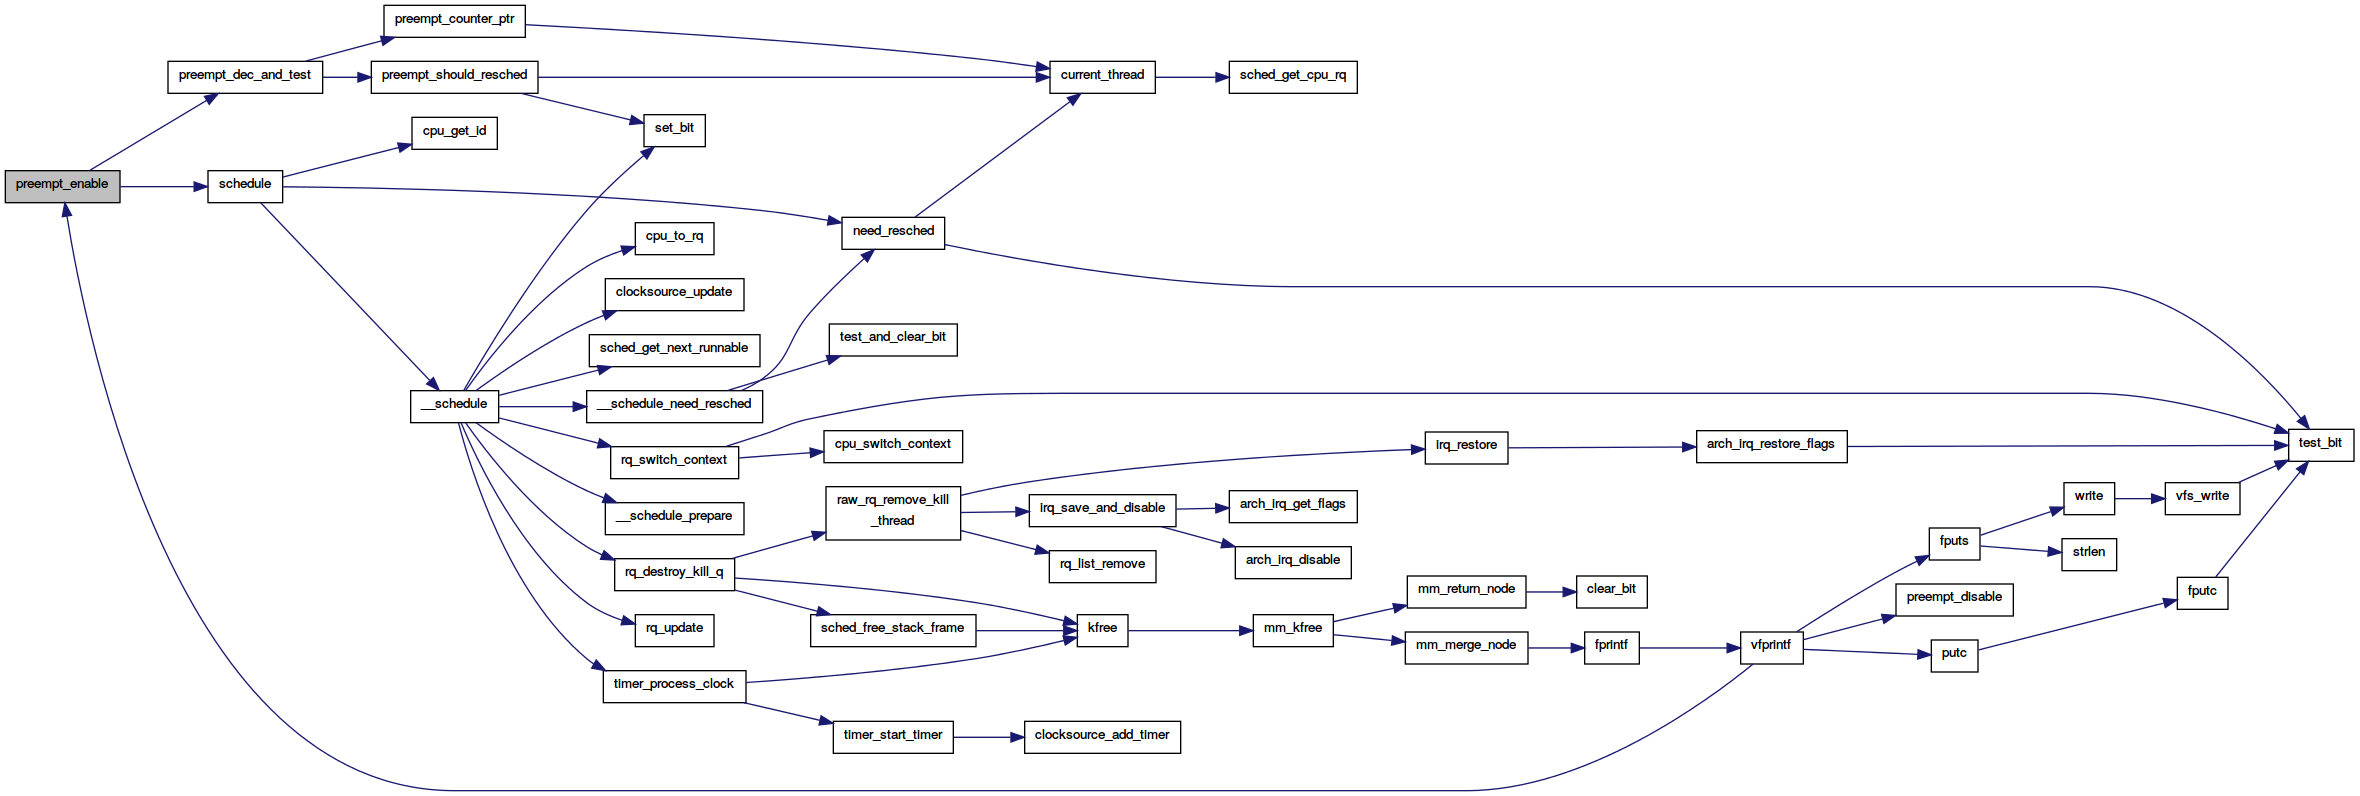 preempt_counter_ptr
preempt_dec_and_test
preempt_should_resched
current_thread
sched_get_cpu_rq
cpu_get_id
set_bit
preempt_enable
schedule
need_resched
cpu_to_rq
clocksource_update
test_and_clear_bit
sched_get_next_runnable
__schedule
__schedule_need_resched
rq_switch_context
cpu_switch_context
irq_restore
arch_irq_restore_flags
test_bit
raw_rq_remove_kill
_thread
irq_save_and_disable
arch_irq_get_flags
write
vfs_write
__schedule_prepare
fputs
strlen
rq_list_remove
arch_irq_disable
rq_destroy_kill_q
mm_return_node
clear_bit
preempt_disable
fputc
rq_update
sched_free_stack_frame
kfree
mm_kfree
mm_merge_node
fprintf
vfprintf
putc
timer_process_clock
timer_start_timer
clocksource_add_timer